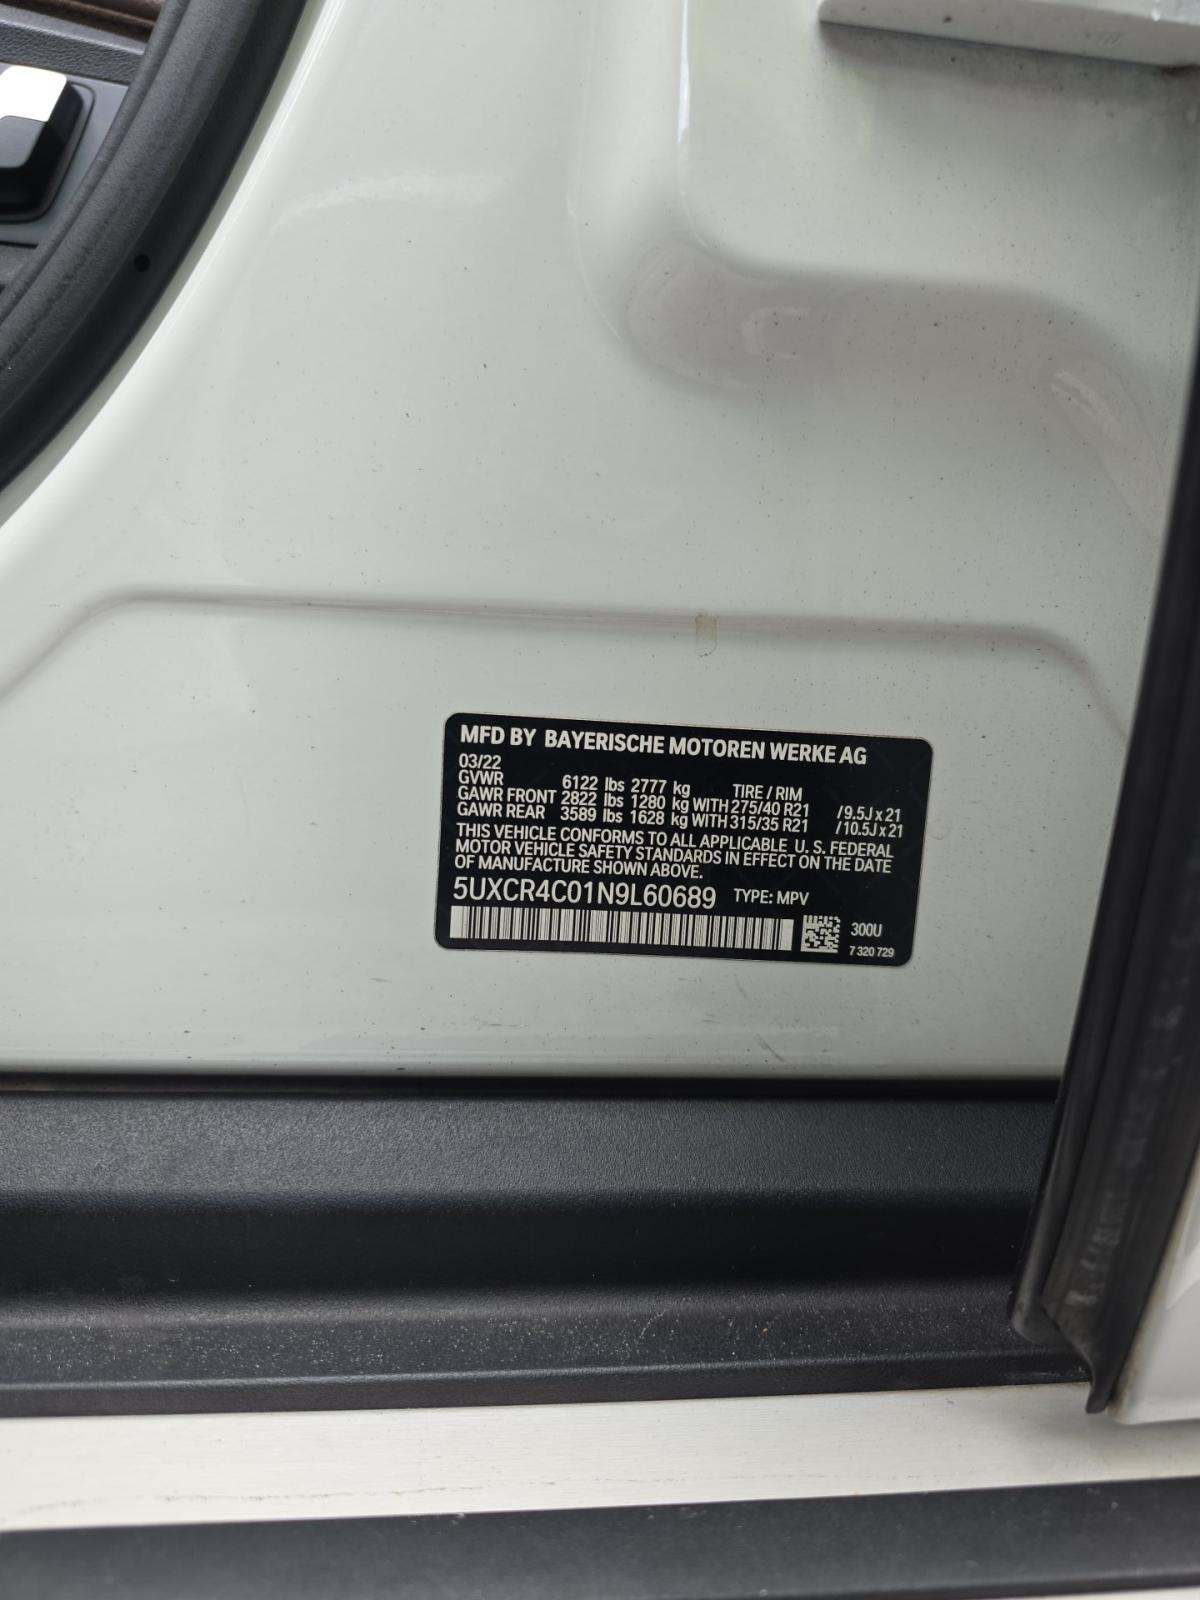 MFD BY BAYERISCHE MOTOREN WERKE AG
03/22
GVWR 6122 lbs 2777 kg TIRE / RIM
GAWR FRONT 2822 lbs 1280 kg WITH 275/40 R21 /9.5J x 21
GAWR REAR 3589 lbs 1628 kg WITH 315/35 R21 /10.5J x 21
THIS VEHICLE CONFORMS TO ALL APPLICABLE U. S. FEDERAL
MOTOR VEHICLE SAFETY STANDARDS IN EFFECT ON THE DATE
OF MANUFACTURE SHOWN ABOVE.
5UXCR4C01N9L60689 TYPE: MPV
300U
7 320 729